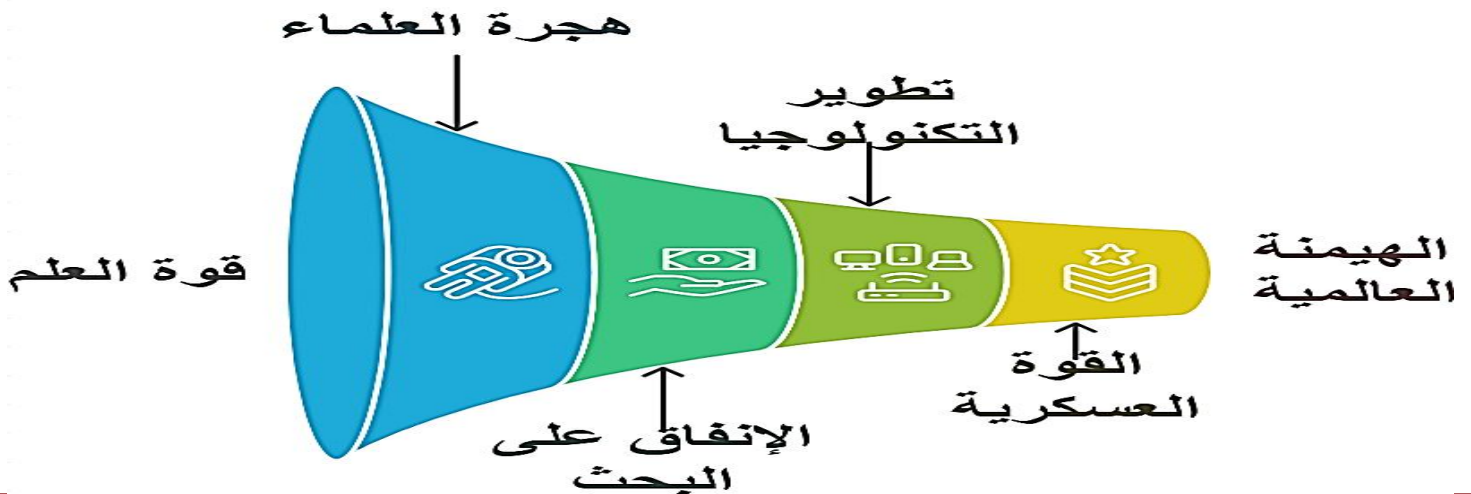 هجرة العلماء
تطوير
التكنولوجيا
قوة العلم
الهيمنة
العالمية
القوة
العسكرية
الإنفاق على
البحث